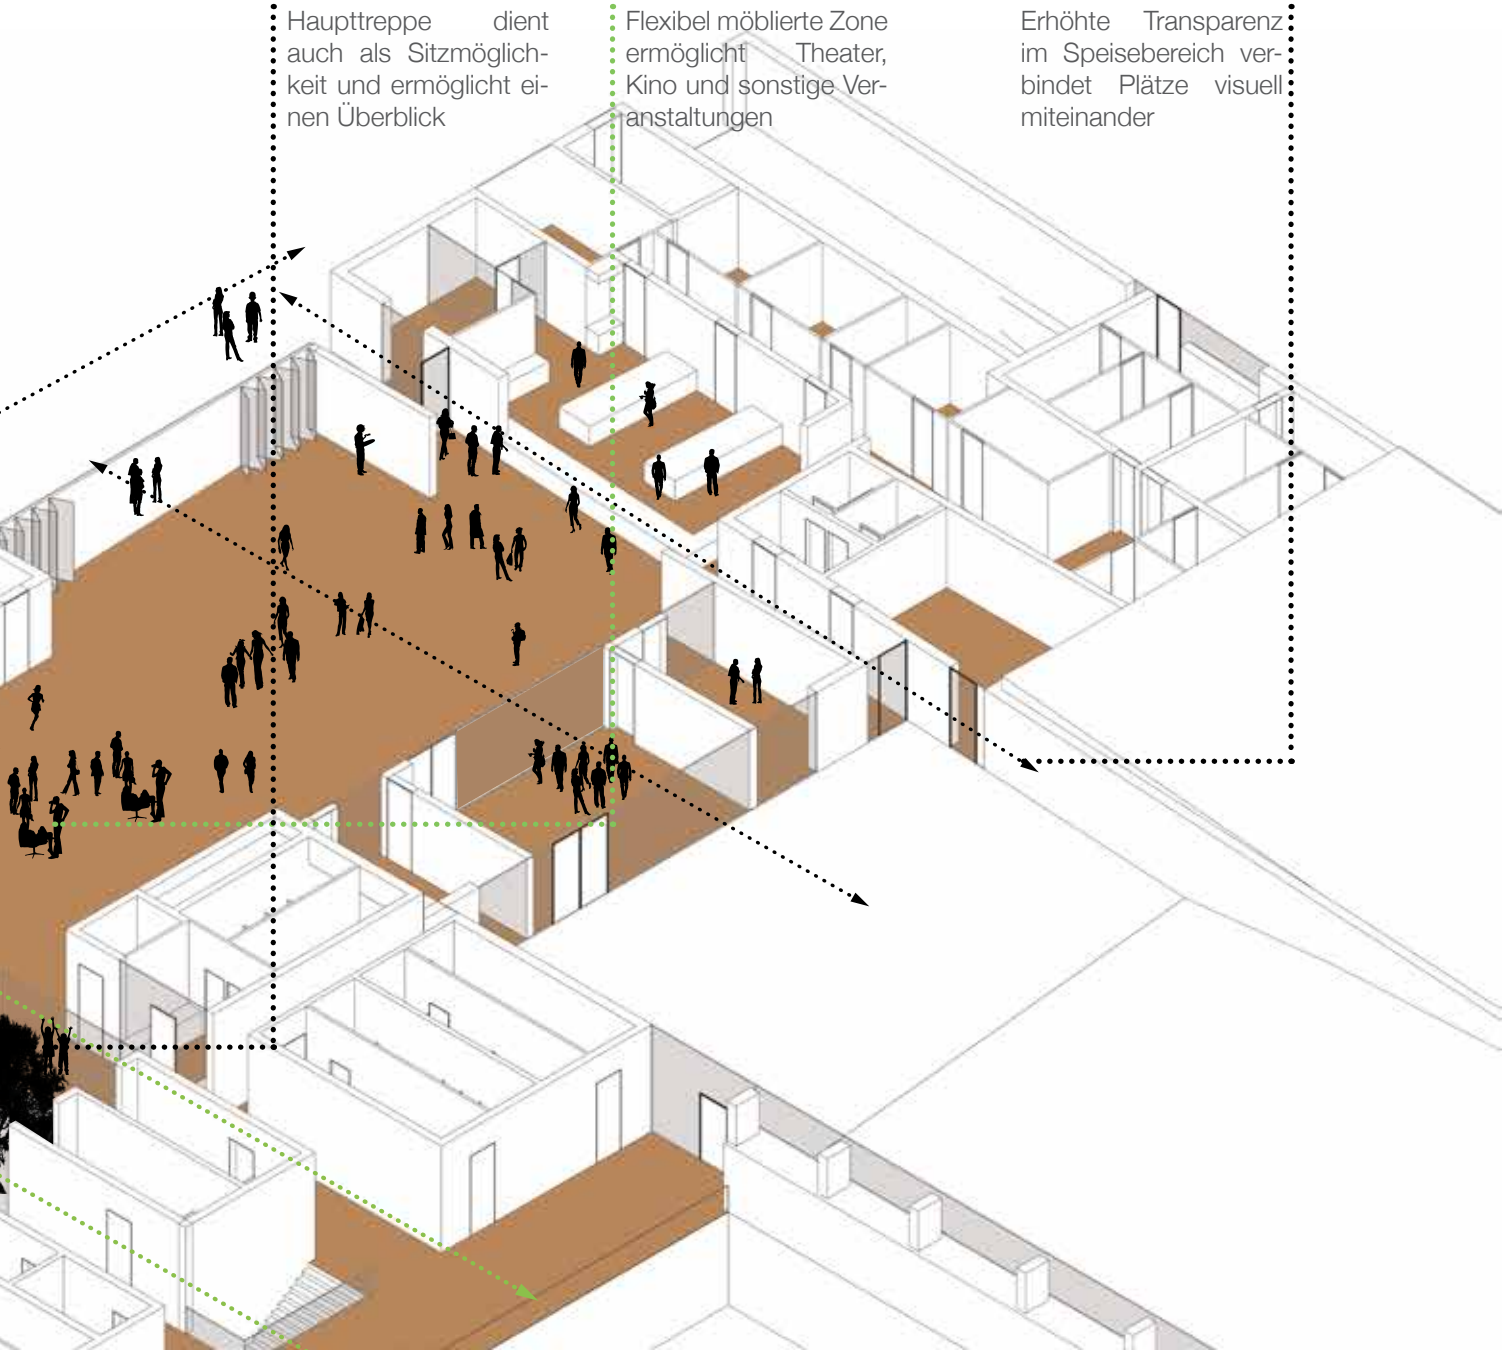 Haupttreppe dient
auch als Sitzmöglich-
keit und ermöglicht ei-
nen Überblick
Flexibel möblierte Zone
ermöglicht Theater,
Kino und sonstige Ver-
anstaltungen
Erhöhte Transparenz
im Speisebereich ver-
bindet Plätze visuell
miteinander